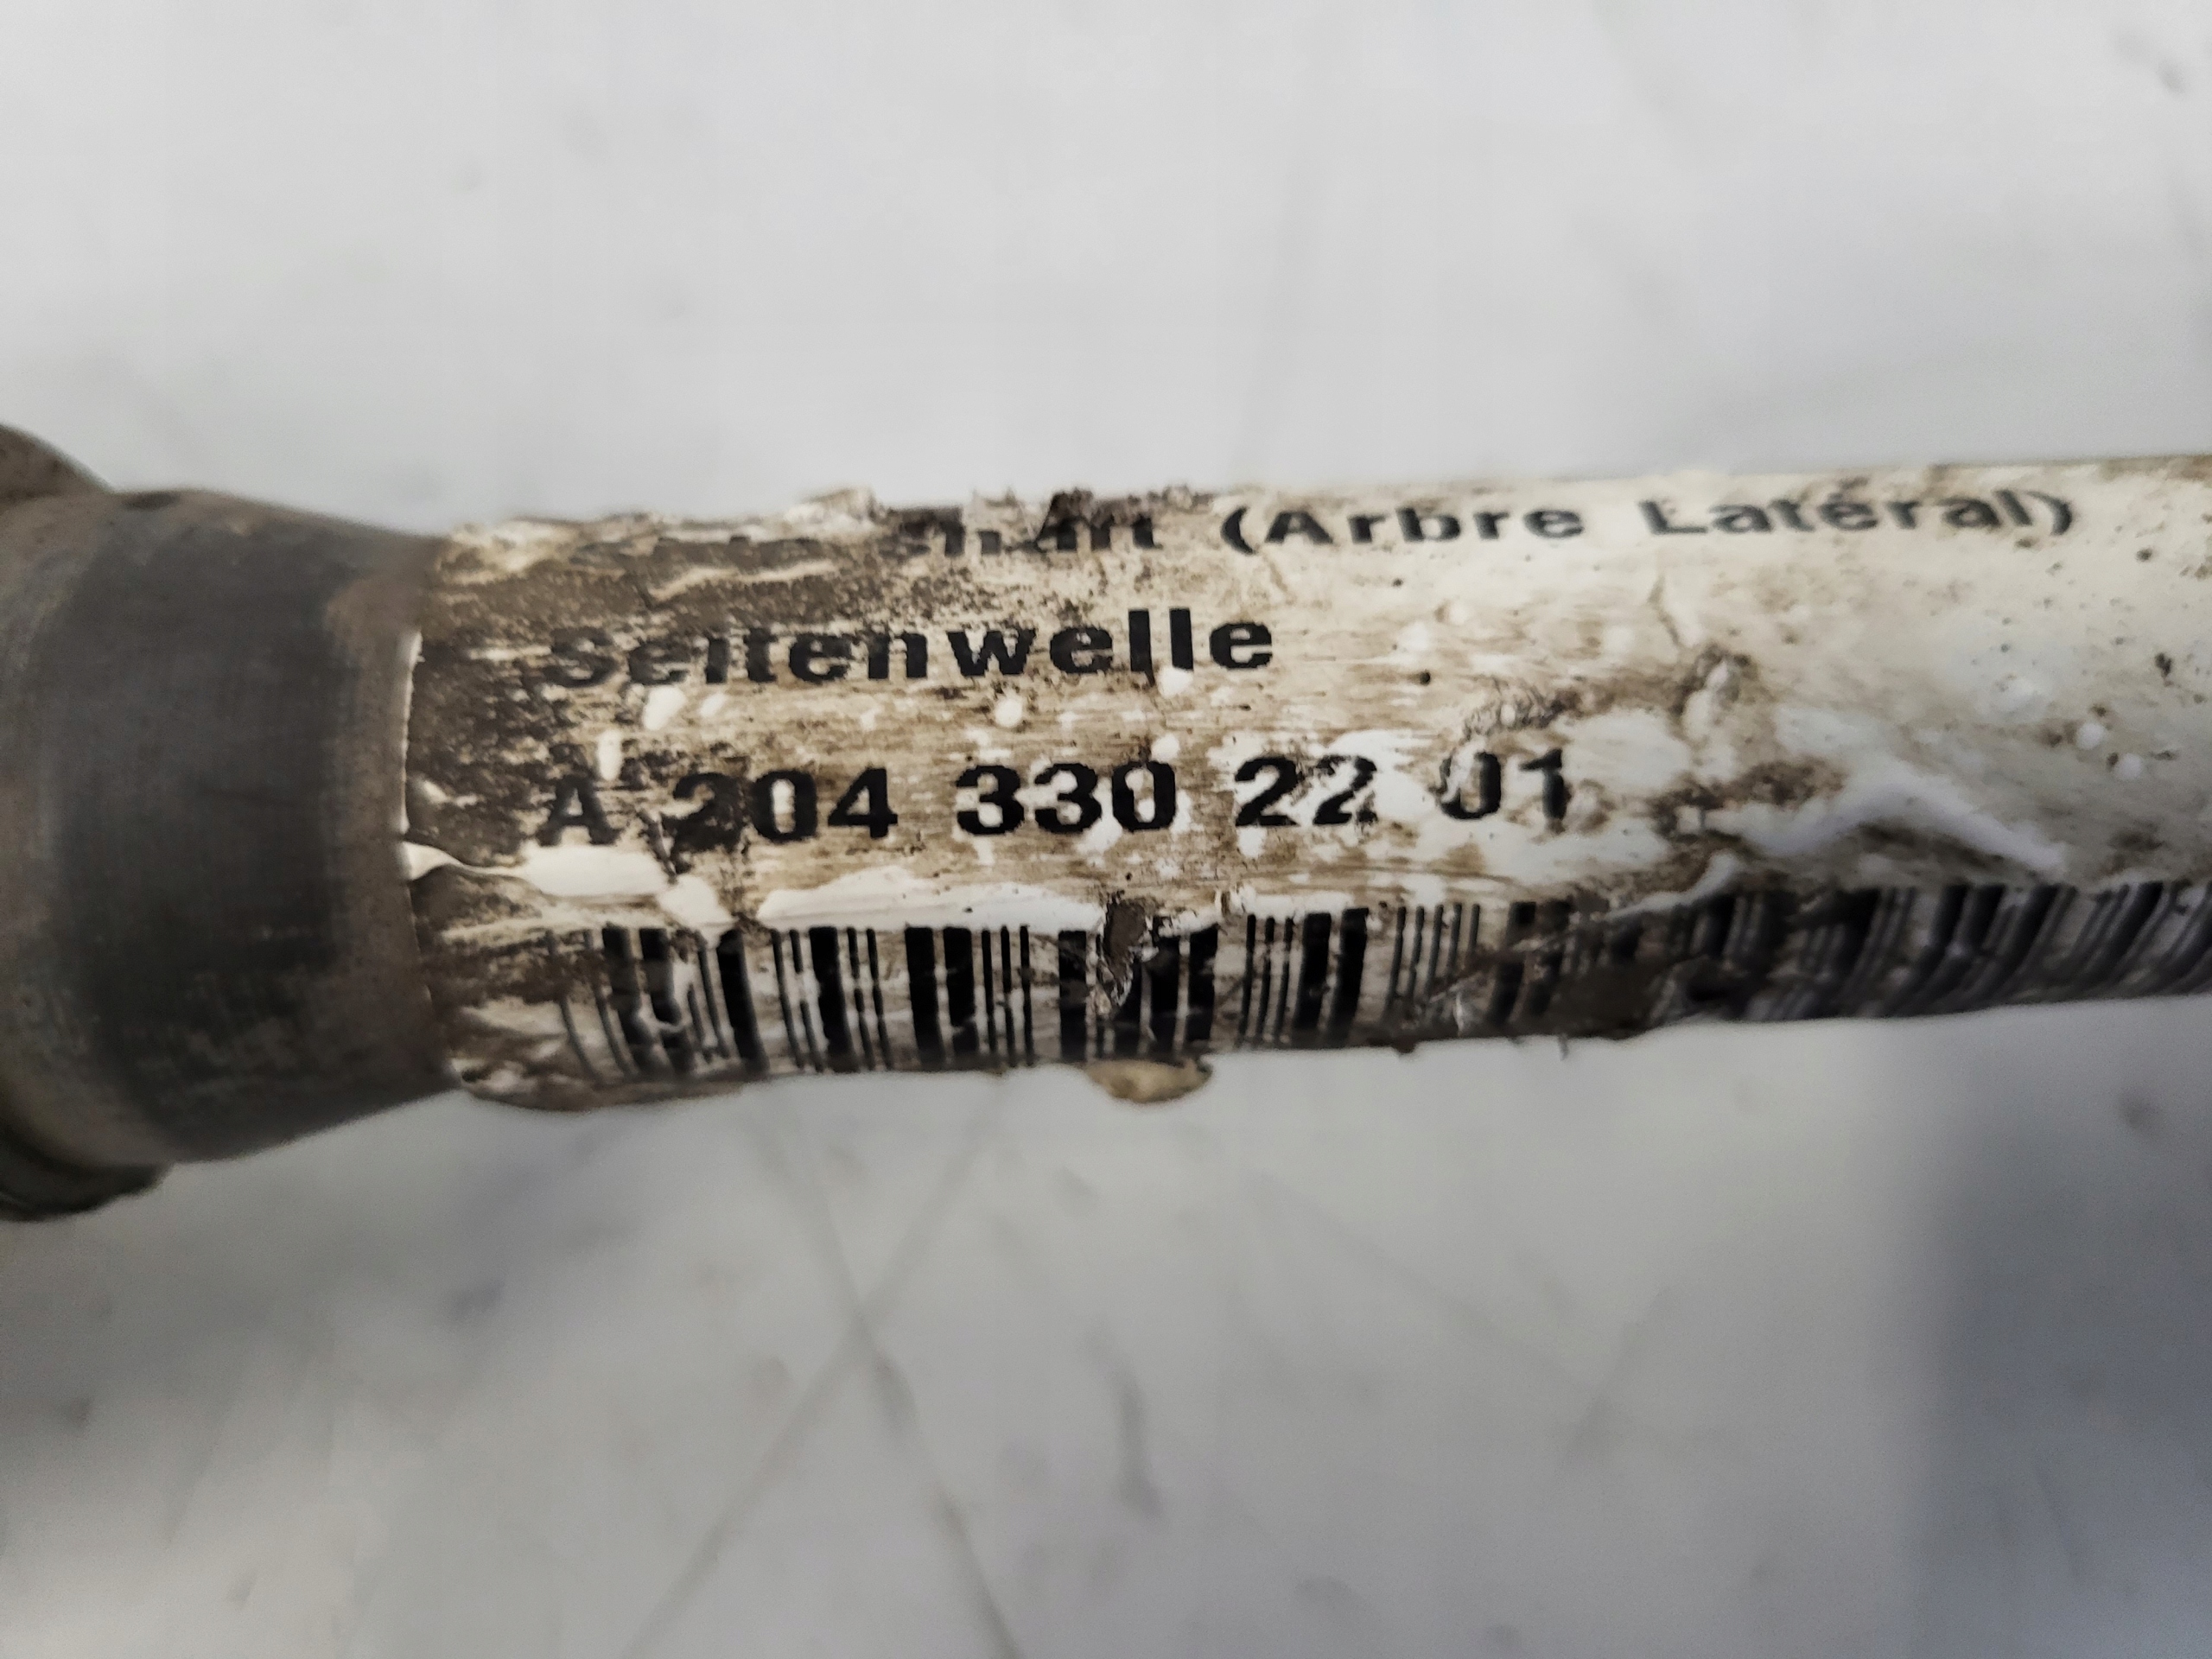 (Arbre Latéral)
Seitenwelle
A 204 330 22 01